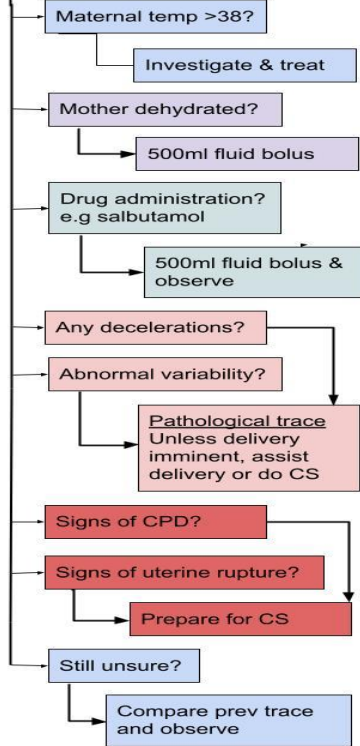 Maternal temp >38?
Investigate & treat
Mother dehydrated?
500ml fluid bolus
Drug administration?
e.g salbutamol
500ml fluid bolus &
observe
Any decelerations?
Abnormal variability?
Pathological trace
Unless delivery
imminent, assist
delivery or do CS
Signs of CPD?
Signs of uterine rupture?
Prepare for CS
Still unsure?
Compare prev trace
and observe